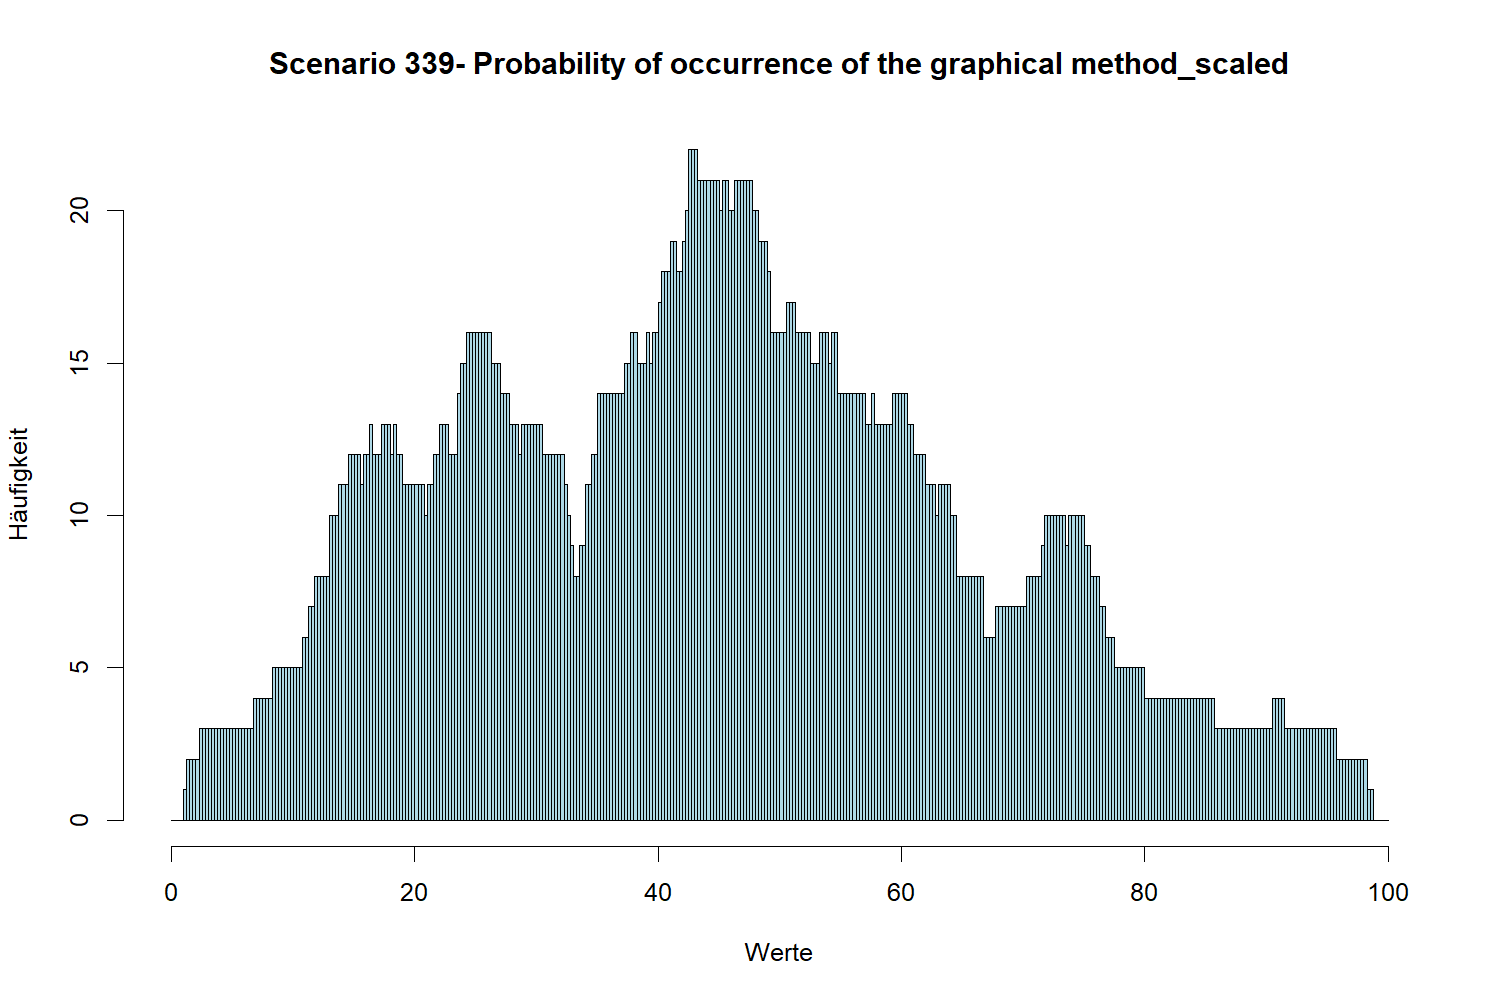 Scenario 339- Probability of occurrence of the graphical method_scaled
Häufigkeit
20
15
10
5
0
0 20 40 60 80 100
Werte